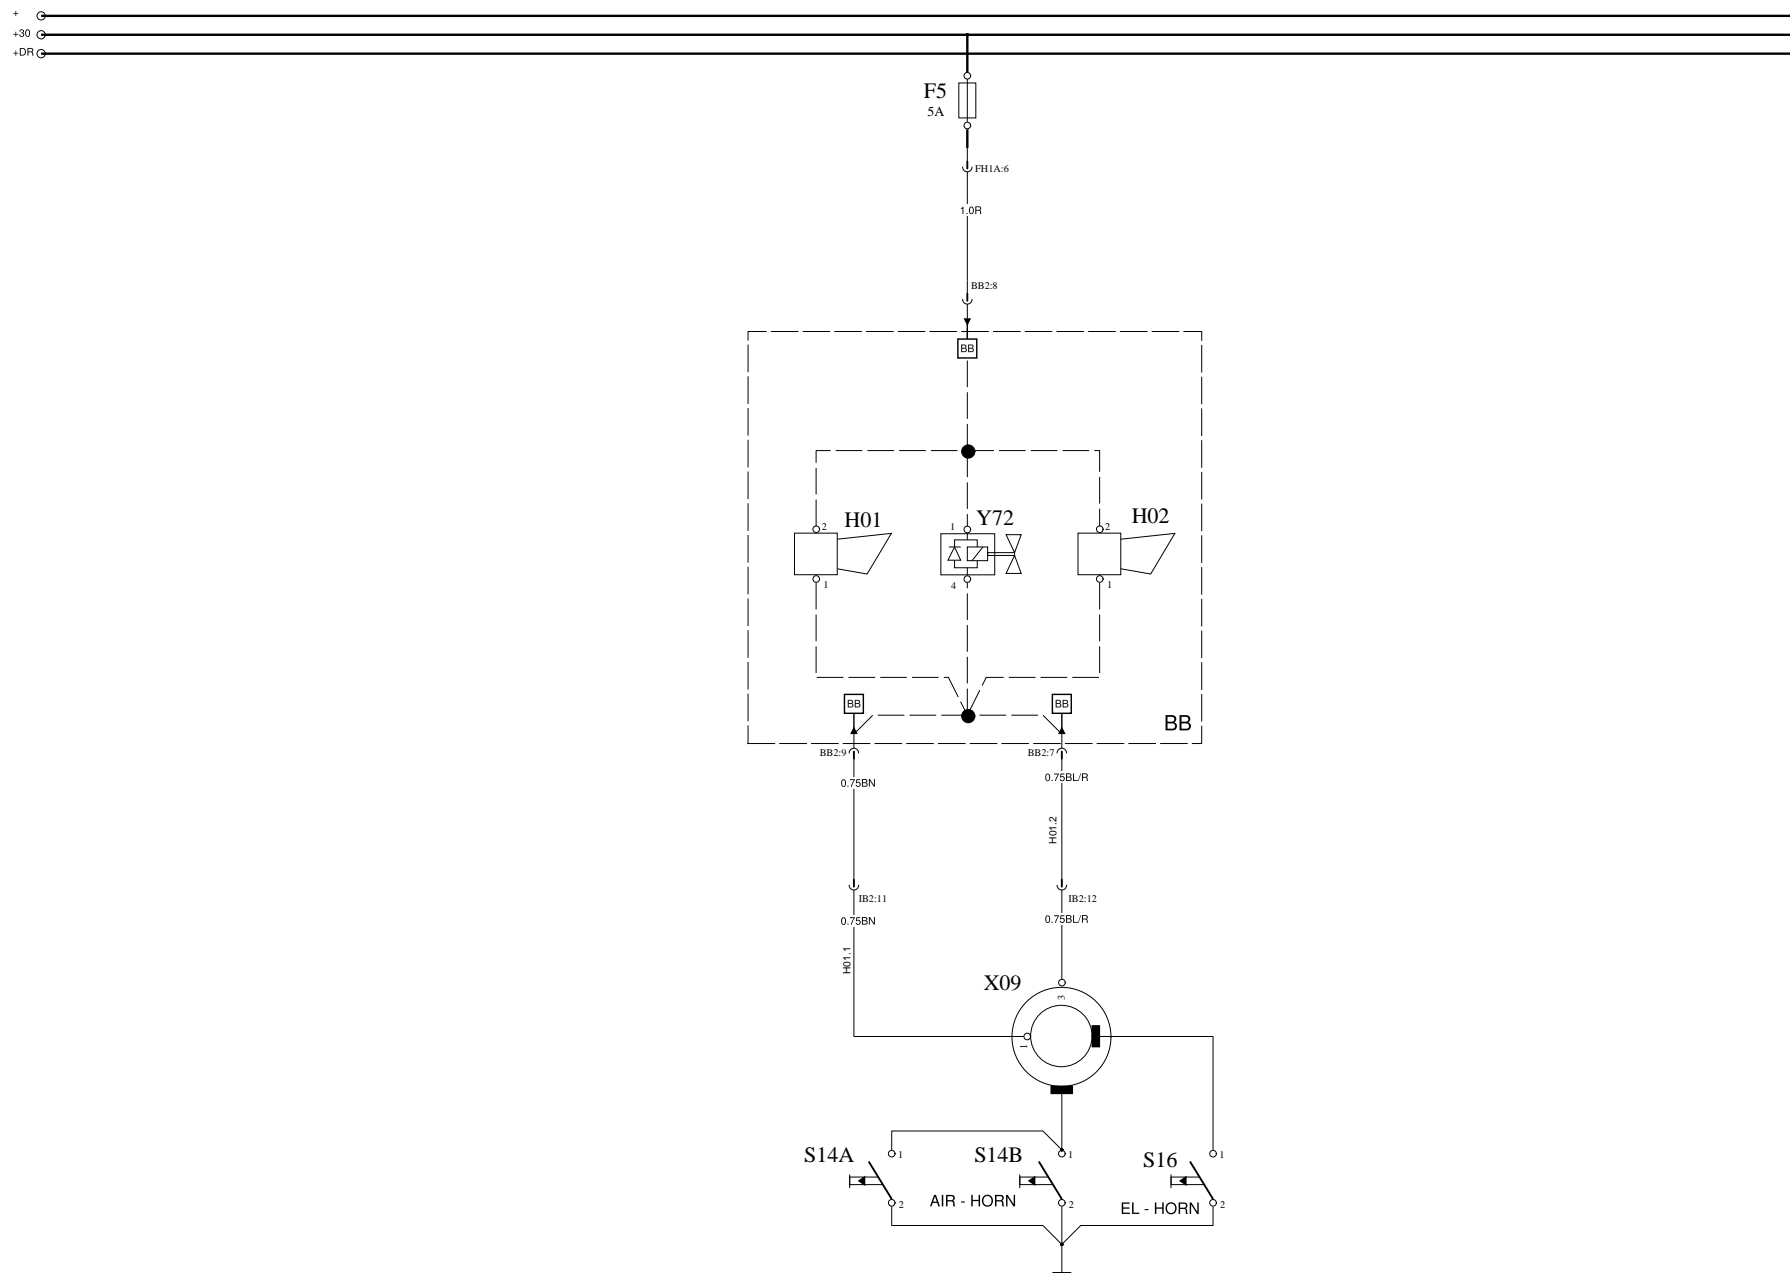 +
+30
+DR
F5
5A
FH1A:6
1.0R
BB2:8
BB
H01
Y72
H02
2
1
2
1
4
1
BB
BB
BB
BB2:9
BB2:7
0.75BN
0.75BL/R
H01.2
IB2:11
IB2:12
0.75BN
0.75BL/R
H01.1
X09
3
1
S14A
1
S14B
1
S16
1
AIR - HORN
EL - HORN
2
2
2